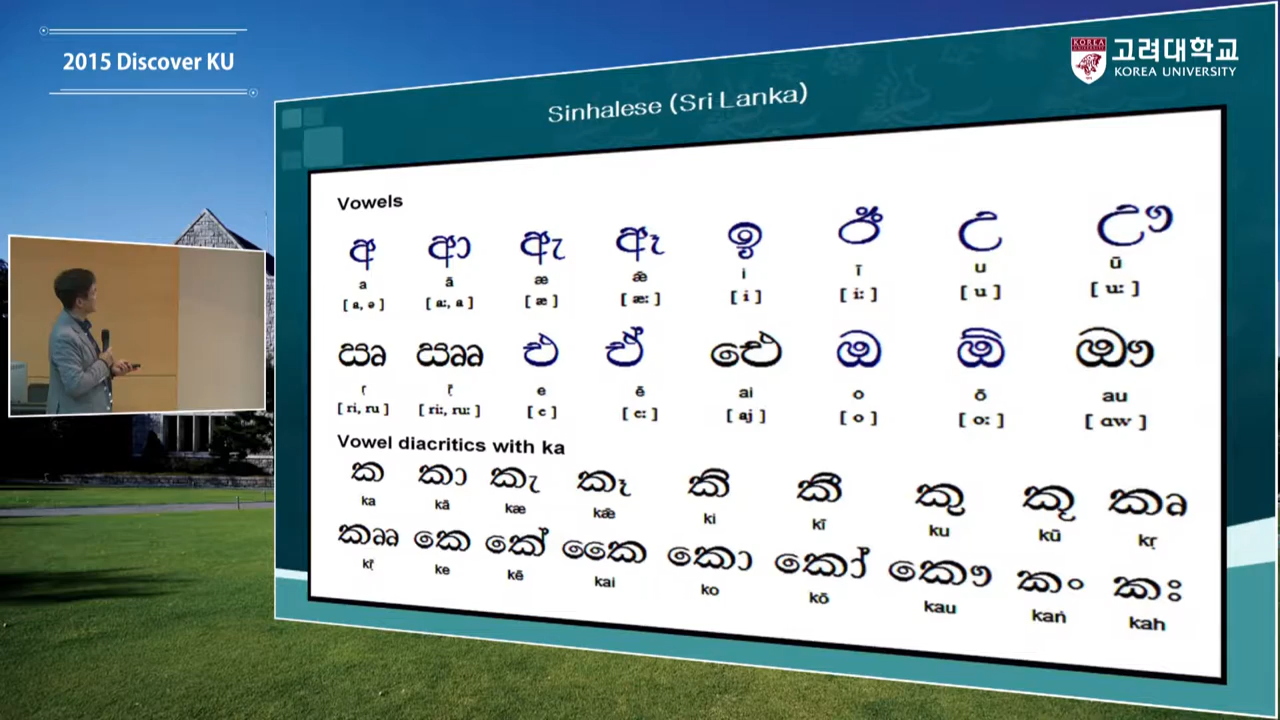 2015 Discover KU
고려대학교
KOREA UNIVERSITY
Sinhalese (Sri Lanka)
Vowels
අ ආ ඇ ඈ ඉ ඊ උ ඌ
a ā æ ǣ i ī u ū
[ a, ə ] [ aː, a ] [ æ ] [ æː ] [ i ] [ iː ] [ u ] [ uː ]
ඍ ඎ එ ඒ ඓ ඔ ඕ ඖ
ṛ ṝ e ē ai o ō au
[ ri, ru ] [ riː, ruː ] [ e ] [ eː ] [ aj ] [ o ] [ oː ] [ ɑw ]
Vowel diacritics with ka
ක කා කැ කෑ කි කී කු කූ කෘ
ka kā kæ kǣ ki kī ku kū kṛ
කෲ කෙ කේ කෛ කො කෝ කෞ කං කඃ
kṝ ke kē kai ko kō kau kaṅ kah